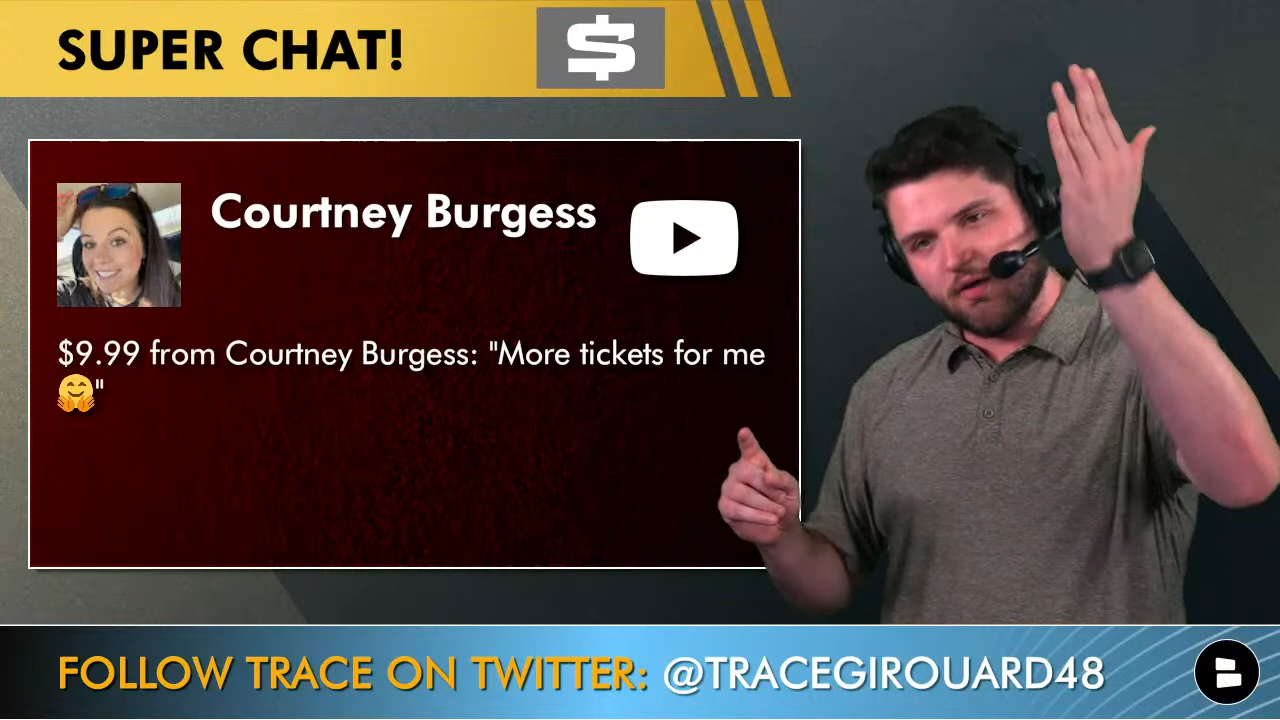 SUPER CHAT!
Courtney Burgess
$9.99 from Courtney Burgess: "More tickets for me
🤗"
FOLLOW TRACE ON TWITTER: @TRACEGIROUARD48